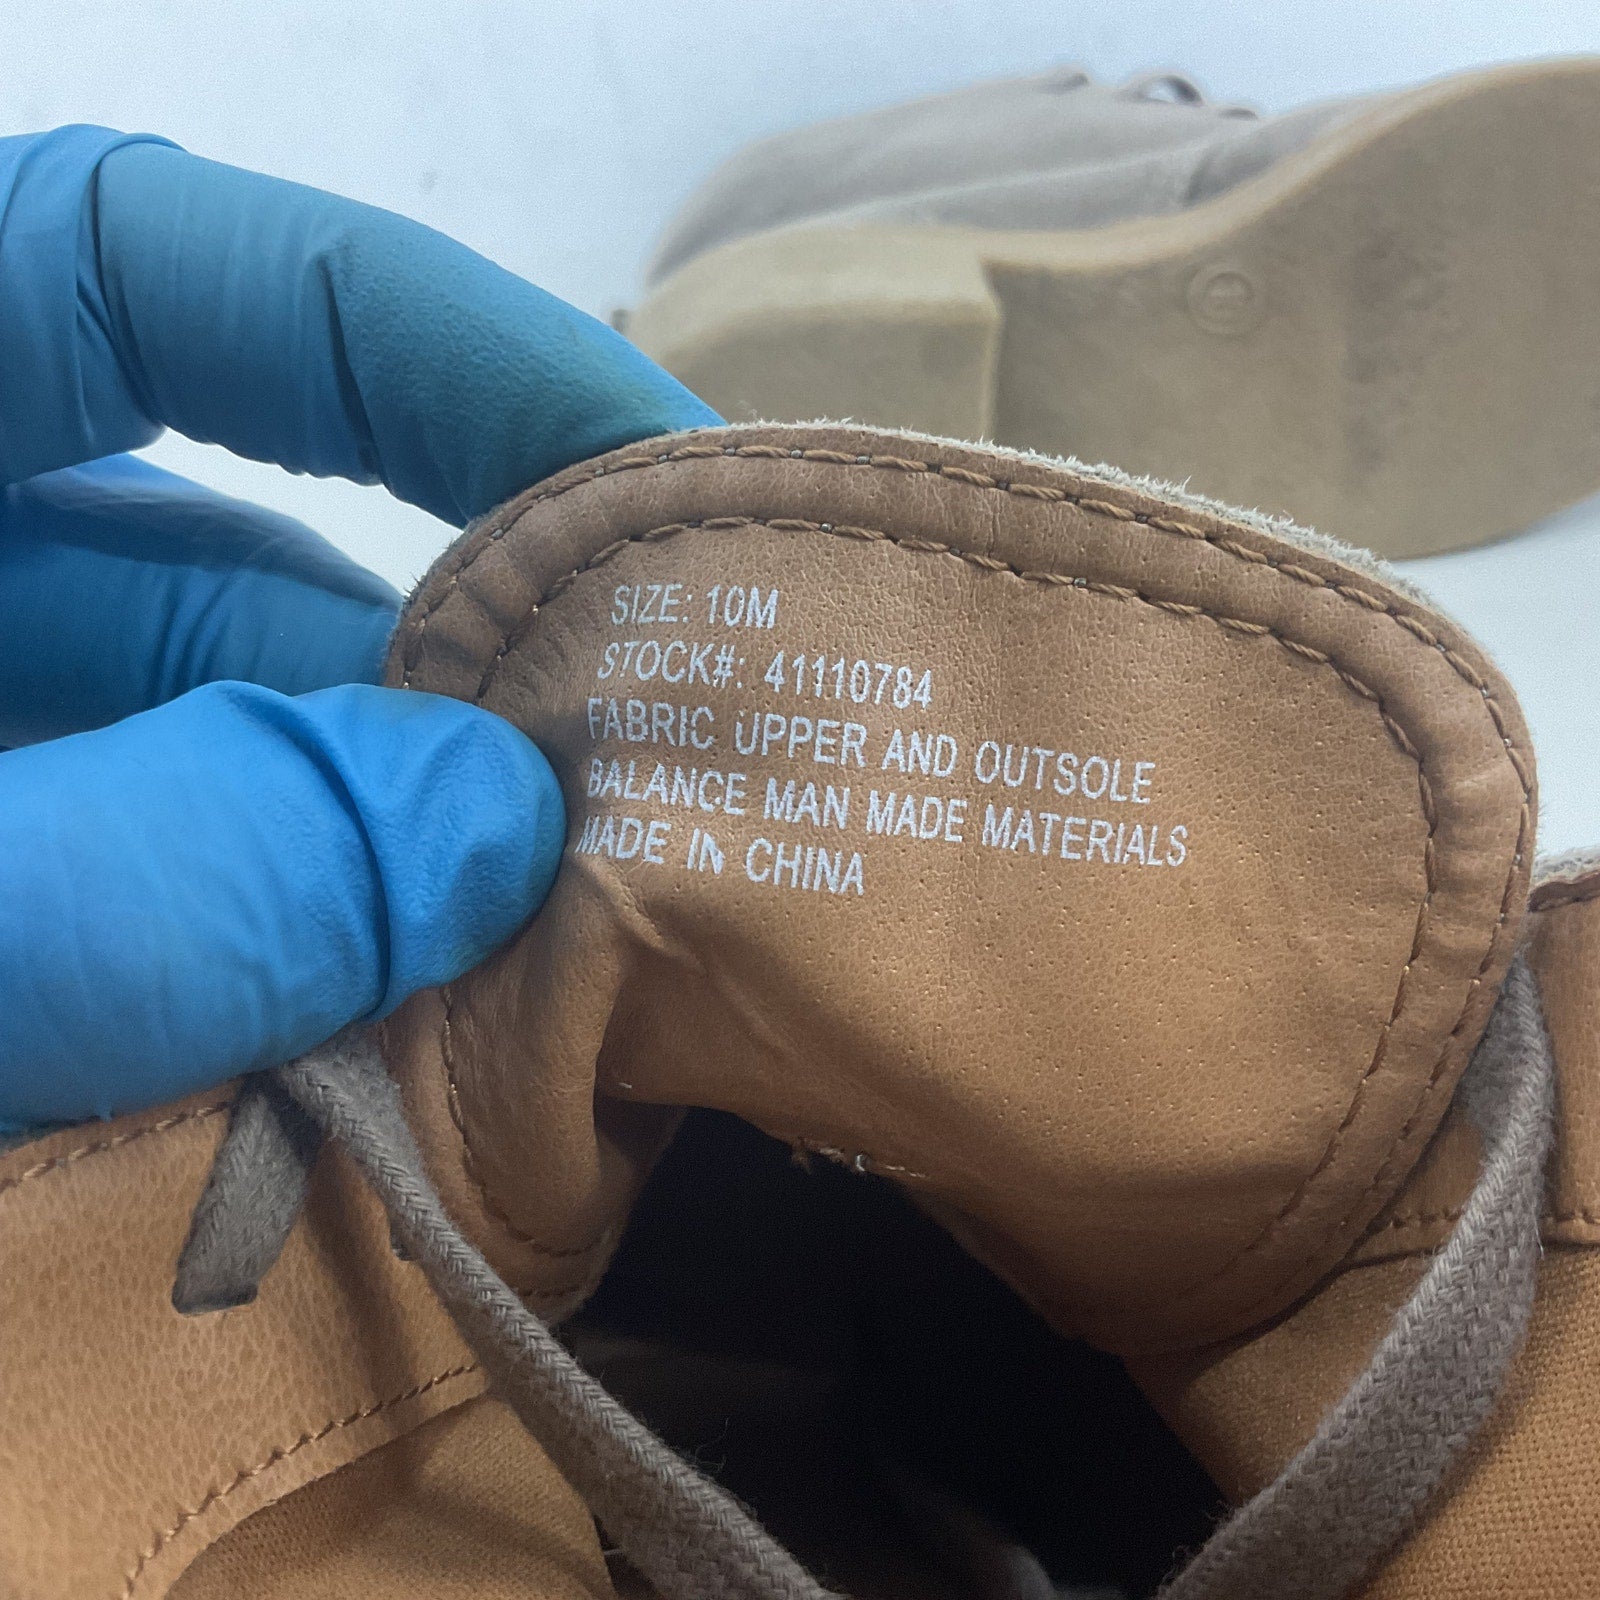 SIZE: 10M
STOCK#: 41110784
FABRIC UPPER AND OUTSOLE
BALANCE MAN MADE MATERIALS
MADE IN CHINA